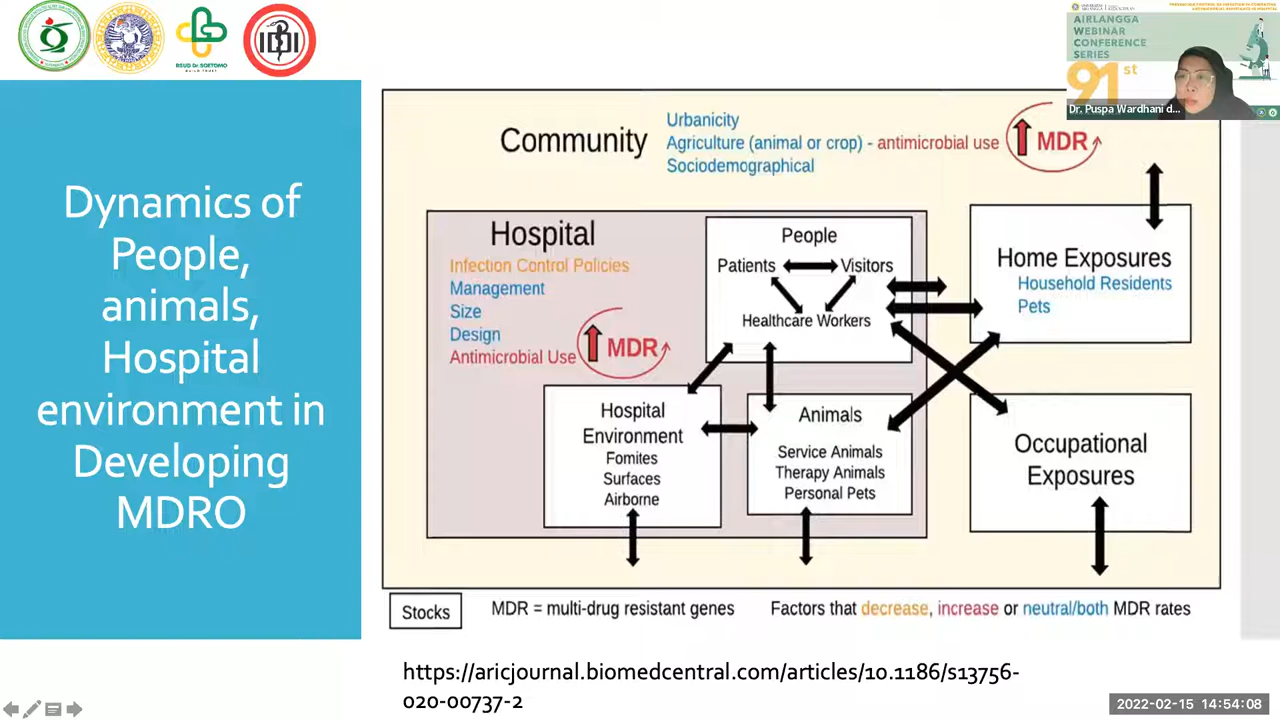 RSUD Dr. SOETOMO
IDI
AIRLANGGA
WEBINAR
CONFERENCE
SERIES
91st
Dr. Puspa Wardhani d...
Dynamics of
People,
animals,
Hospital
environment in
Developing
MDRO
Community
Urbanicity
Agriculture (animal or crop) - antimicrobial use
Sociodemographical
MDR
Hospital
Infection Control Policies
Management
Size
Design
Antimicrobial Use
MDR
People
Patients
Visitors
Healthcare Workers
Hospital
Environment
Fomites
Surfaces
Airborne
Animals
Service Animals
Therapy Animals
Personal Pets
Home Exposures
Household Residents
Pets
Occupational
Exposures
Stocks
MDR = multi-drug resistant genes
Factors that decrease, increase or neutral/both MDR rates
https://aricjournal.biomedcentral.com/articles/10.1186/s13756-
020-00737-2
2022-02-15 14:54:08